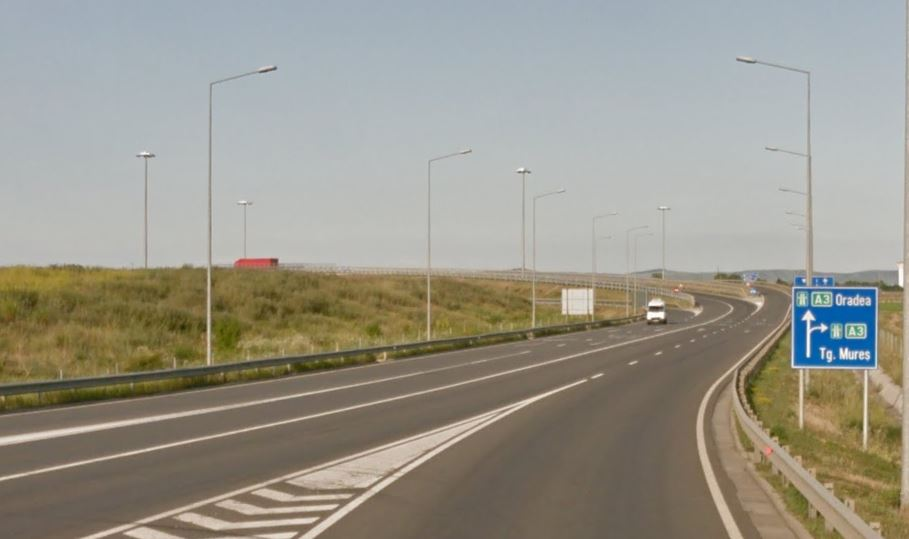 A3 Oradea
A3
Tg. Mures